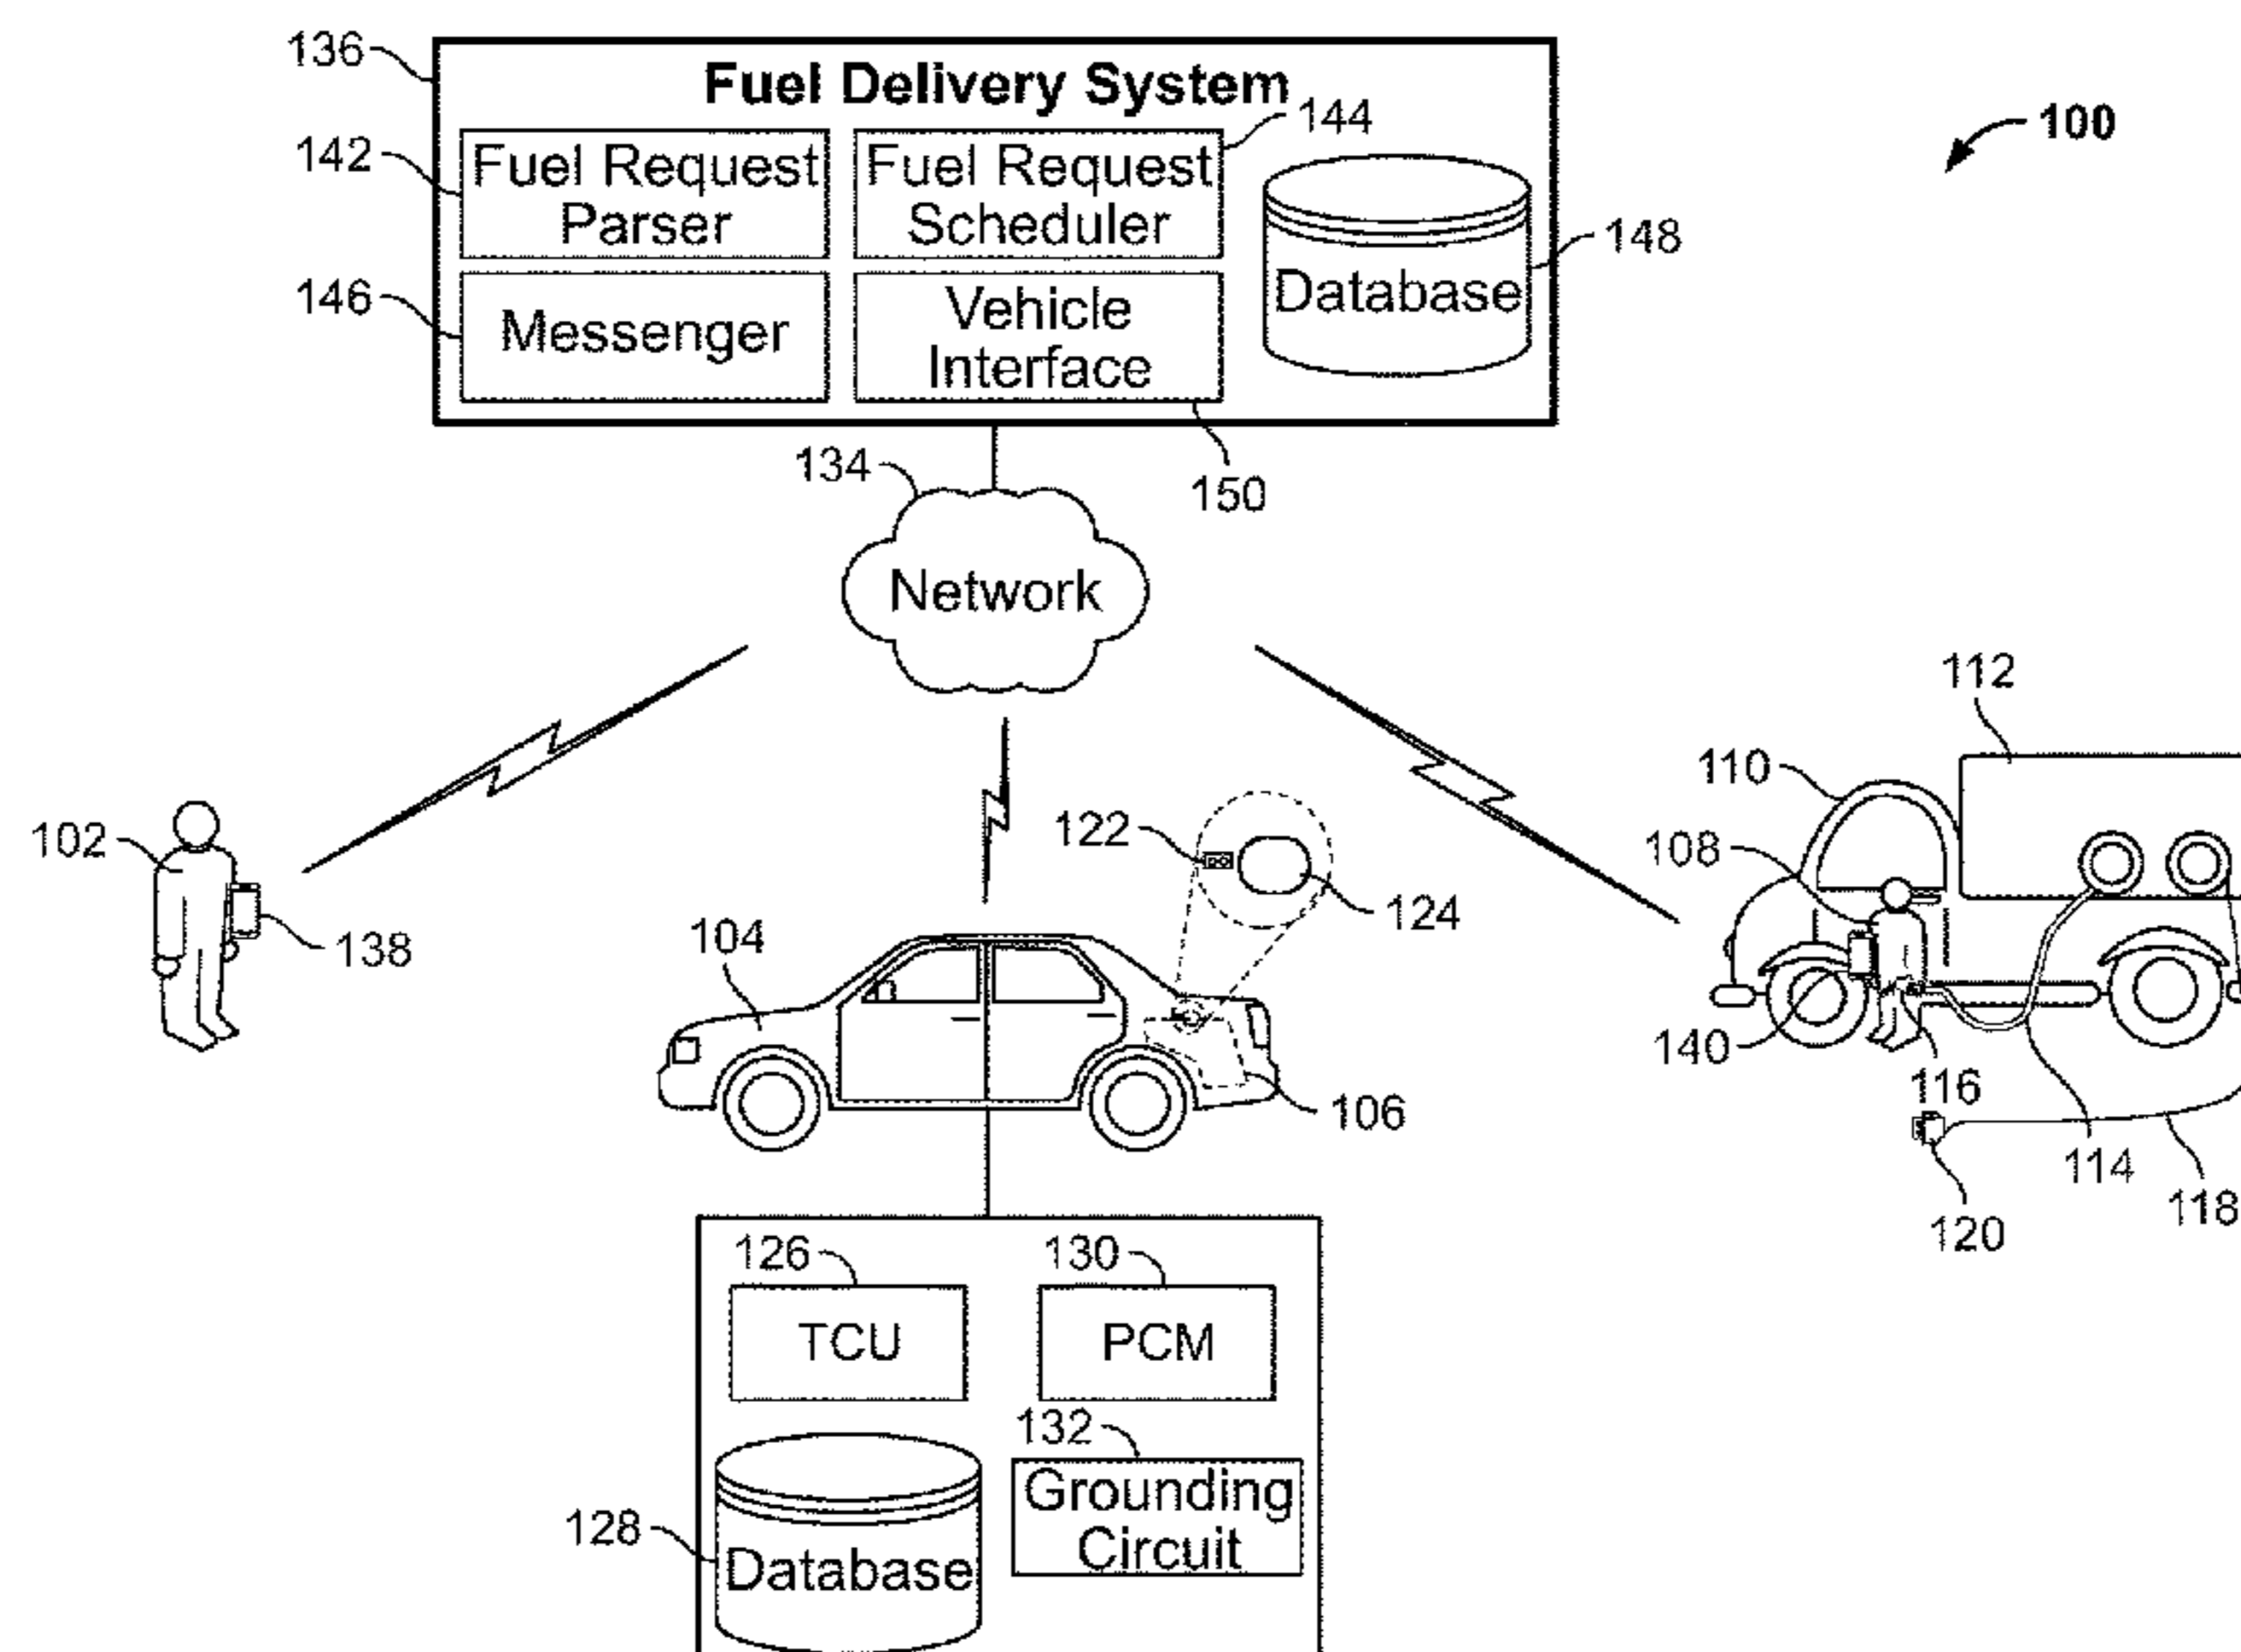 136
Fuel Delivery System
144
100
142
Fuel Request
Parser
Fuel Request
Scheduler
148
Database
146
Messenger
Vehicle
Interface
134
150
Network
112
110
102
122
108
138
104
124
140
116
106
114
118
120
126
130
TCU
PCM
132
Grounding
Circuit
128
Database